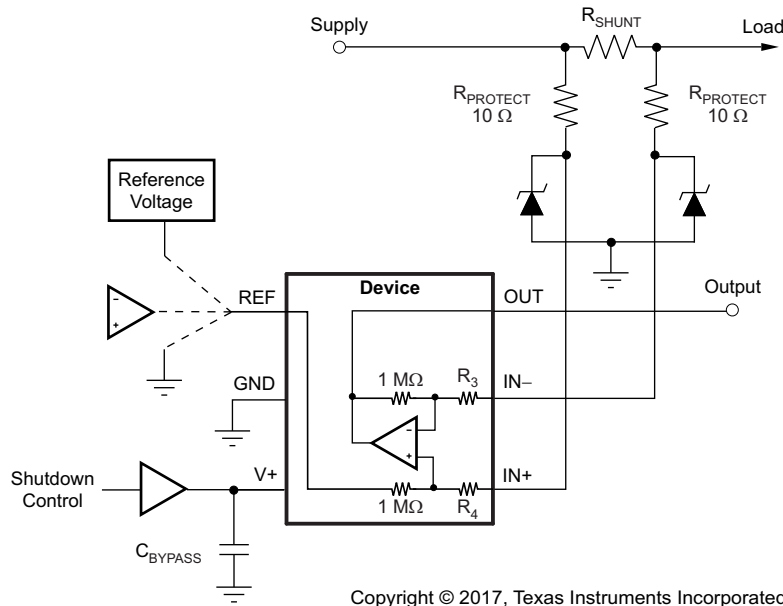 R_SHUNT
Supply
Load
R_PROTECT
10 Ω
R_PROTECT
10 Ω
Reference
Voltage
Device
REF
OUT
Output
-
+
1 MΩ
R_3
IN–
GND
-
+
Shutdown
Control
V+
IN+
1 MΩ
R_4
C_BYPASS
Copyright © 2017, Texas Instruments Incorporated